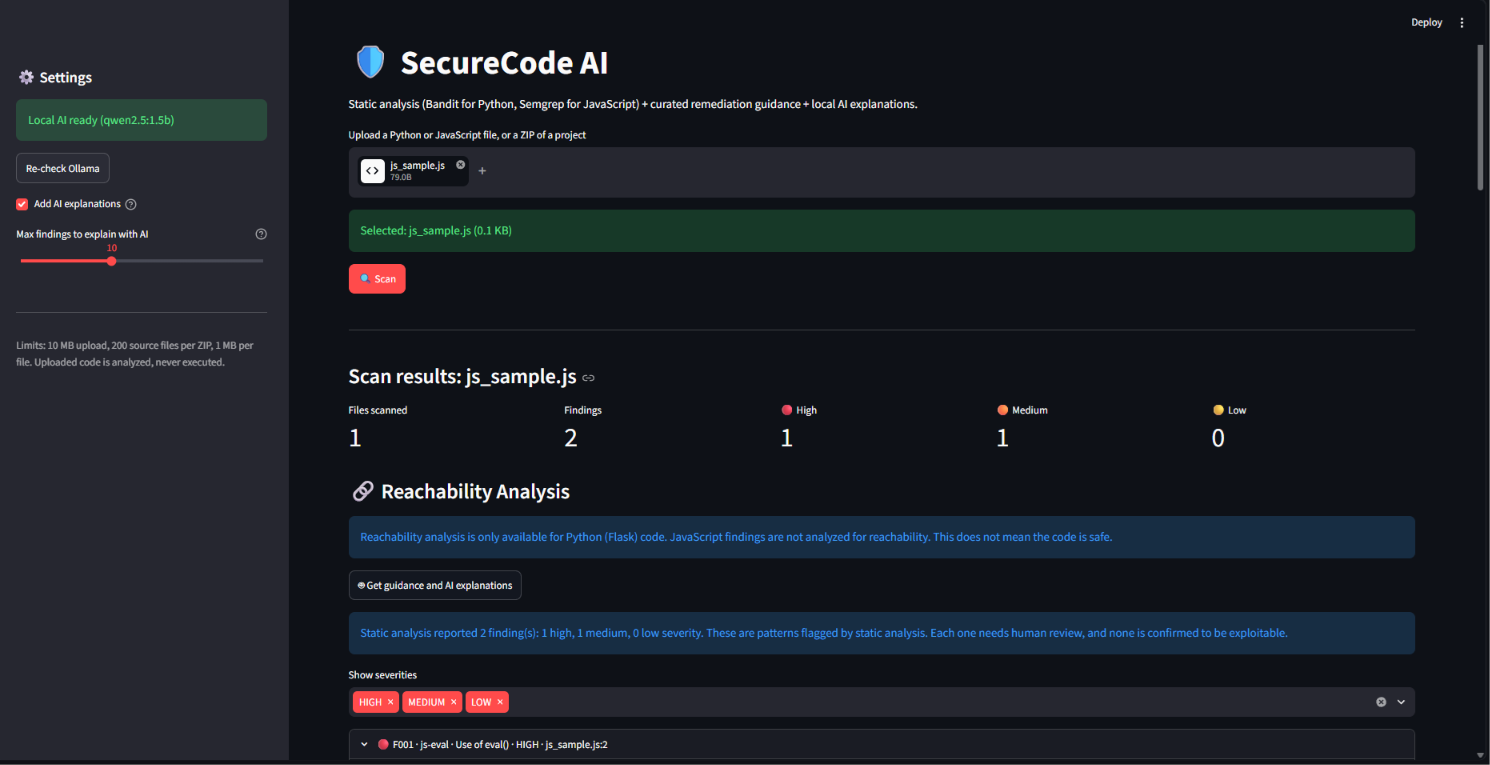 Deploy
Settings
Local AI ready (qwen2.5:1.5b)
Re-check Ollama
Add AI explanations
Max findings to explain with AI
10
Limits: 10 MB upload, 200 source files per ZIP, 1 MB per
file. Uploaded code is analyzed, never executed.
SecureCode AI
Static analysis (Bandit for Python, Semgrep for JavaScript) + curated remediation guidance + local AI explanations.
Upload a Python or JavaScript file, or a ZIP of a project
js_sample.js
79.0B
Selected: js_sample.js (0.1 KB)
Scan
Scan results: js_sample.js
Files scanned
1
Findings
2
High
1
Medium
1
Low
0
Reachability Analysis
Reachability analysis is only available for Python (Flask) code. JavaScript findings are not analyzed for reachability. This does not mean the code is safe.
Get guidance and AI explanations
Static analysis reported 2 finding(s): 1 high, 1 medium, 0 low severity. These are patterns flagged by static analysis. Each one needs human review, and none is confirmed to be exploitable.
Show severities
HIGH × MEDIUM × LOW ×
F001 · js-eval · Use of eval() · HIGH · js_sample.js:2